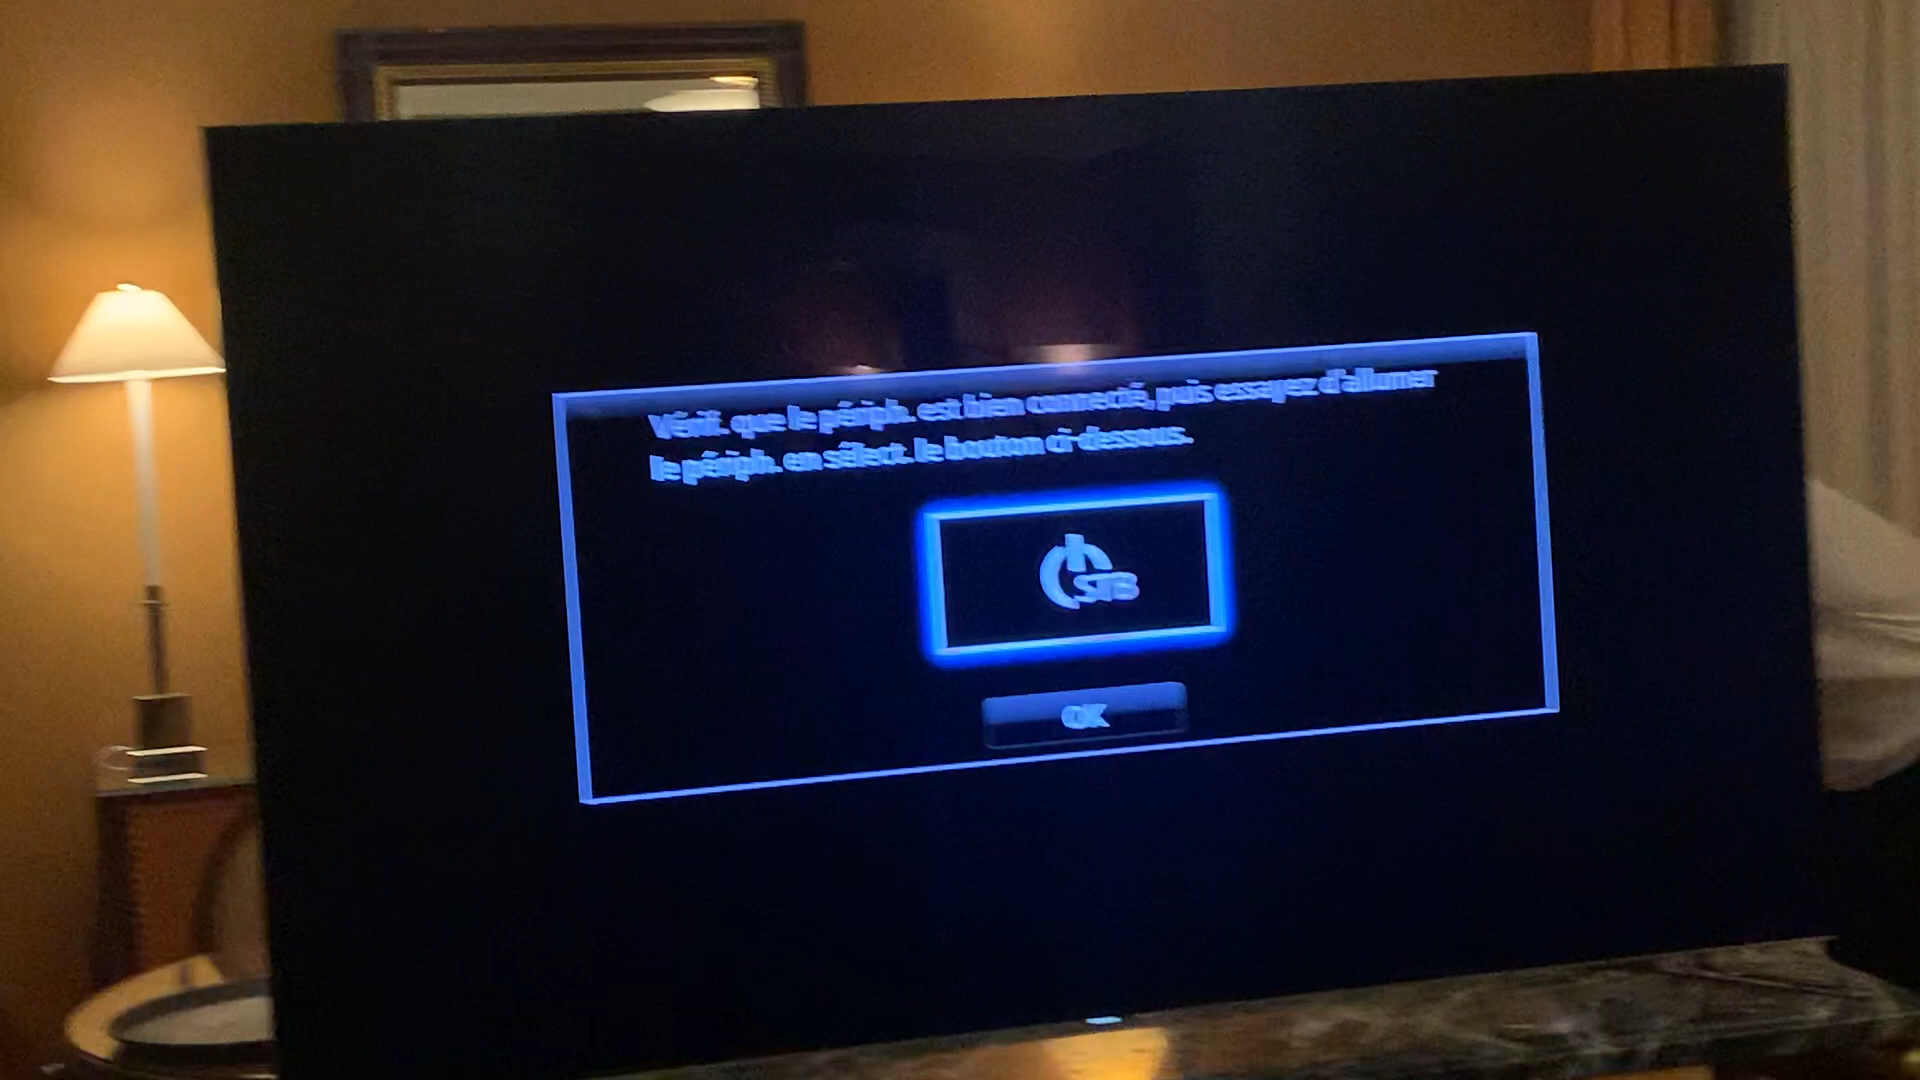 Vérif. que le périph. est bien connecté, puis essayez d'allumer
le périph. en sélect. le bouton ci-dessous.
STB
OK